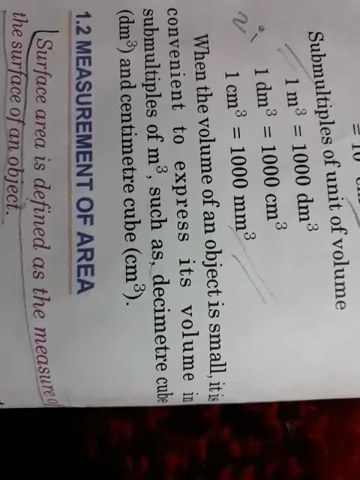 Submultiples of unit of volume
1 m³ = 1000 dm³
1 dm³ = 1000 cm³
1 cm³ = 1000 mm³
When the volume of an object is small, it is
convenient to express its volume in
submultiples of m³, such as, decimetre cube
(dm³) and centimetre cube (cm³).
1.2 MEASUREMENT OF AREA
Surface area is defined as the measure of
the surface of an object.